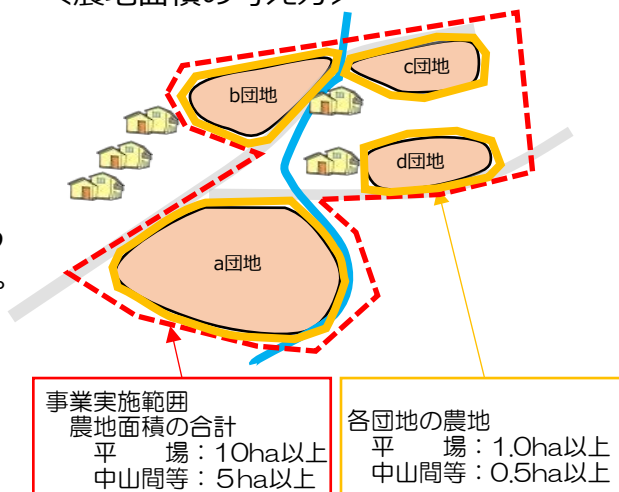 b団地
c団地
d団地
a団地
。
事業実施範囲
農地面積の合計
平　　場：10ha以上
中山間等：5ha以上
各団地の農地
平　　場：1.0ha以上
中山間等：0.5ha以上